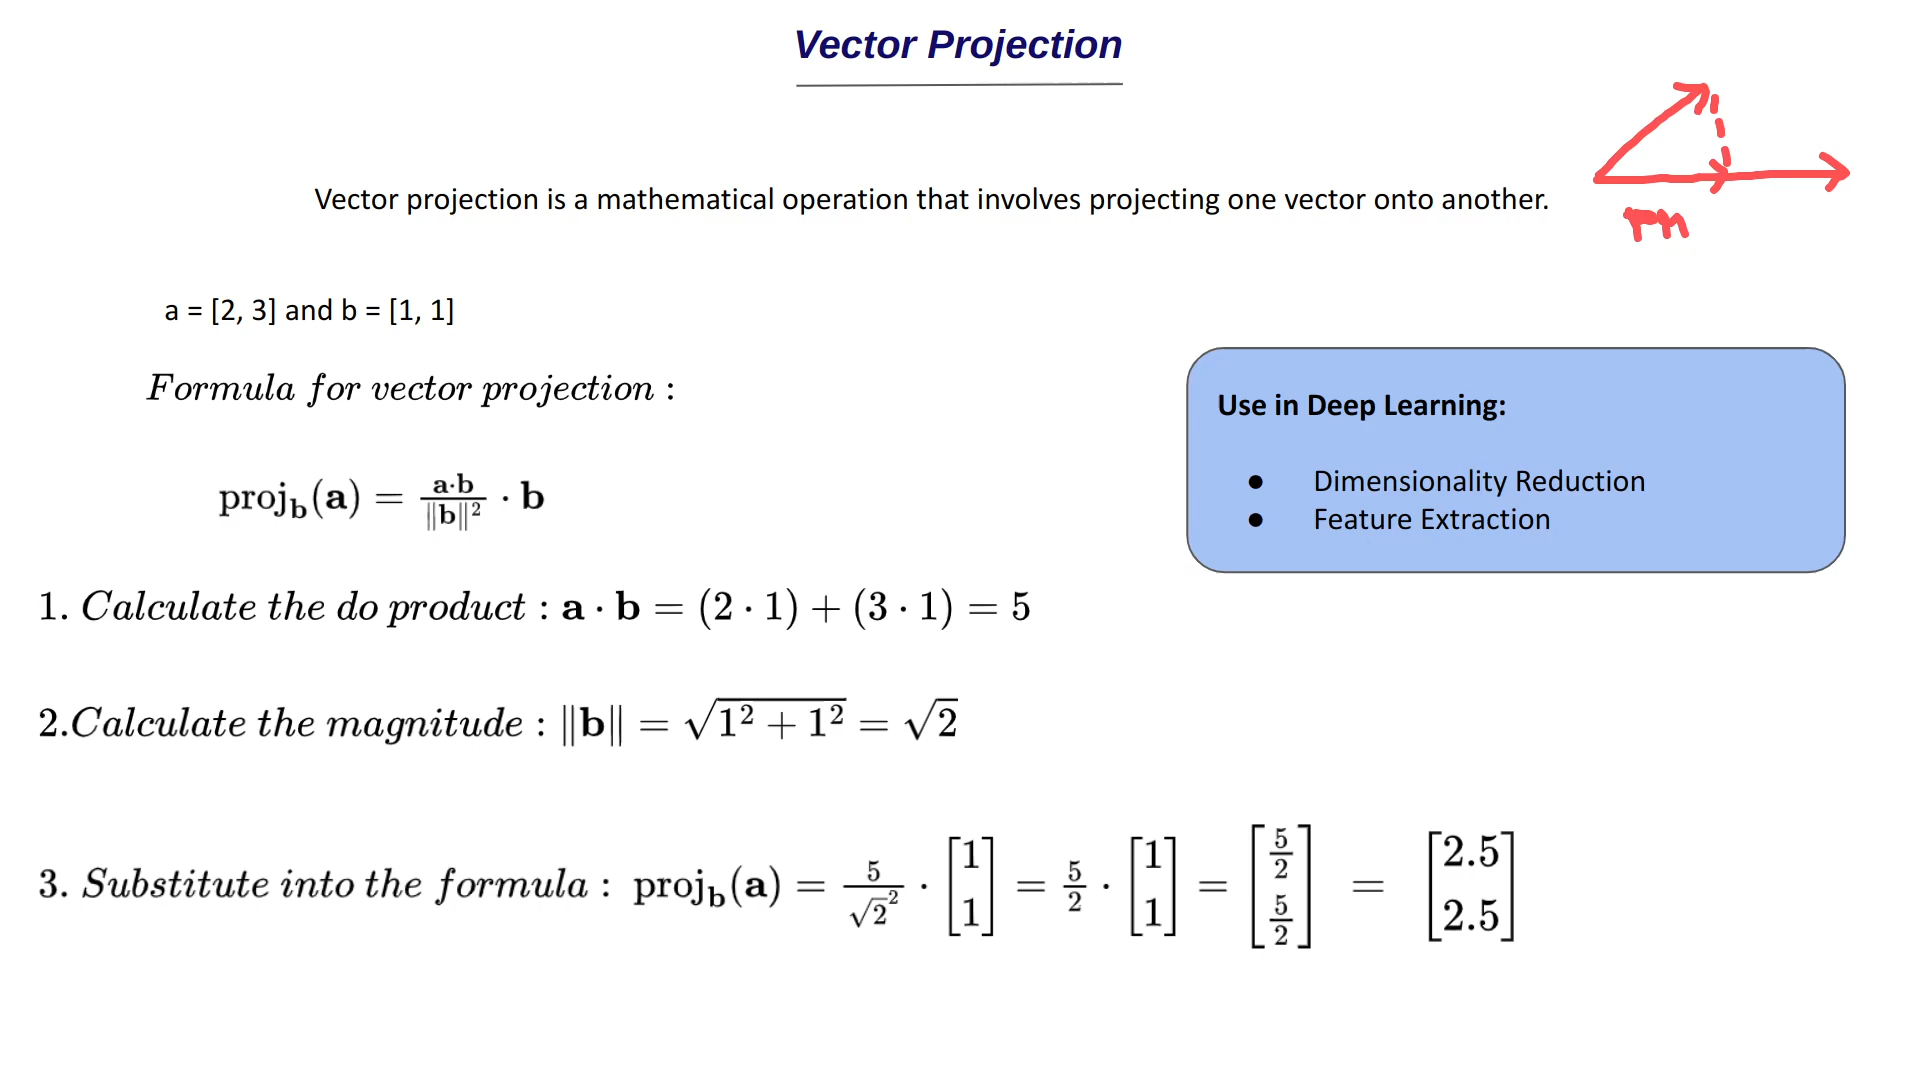 Vector Projection
Vector projection is a mathematical operation that involves projecting one vector onto another.
a = [2, 3] and b = [1, 1]
Formula for vector projection :
proj_b(a) = a·b / ‖b‖² · b
Use in Deep Learning:
● Dimensionality Reduction
● Feature Extraction
1. Calculate the do product : a · b = (2 · 1) + (3 · 1) = 5
2.Calculate the magnitude : ‖b‖ = √(1² + 1²) = √2
3. Substitute into the formula : proj_b(a) = 5/√2² · [1 1] = 5/2 · [1 1] = [5/2 5/2] = [2.5 2.5]